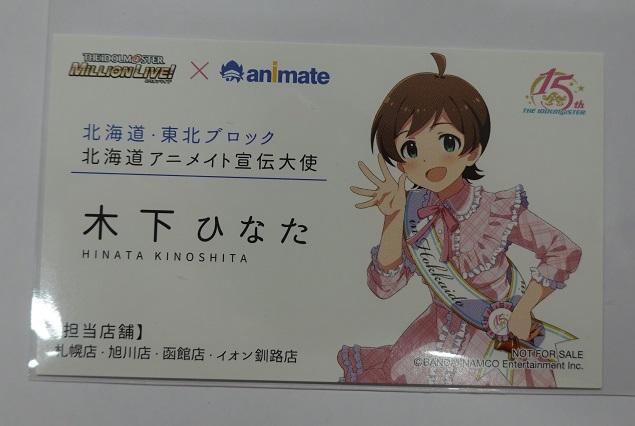 THE IDOLM@STER
MILLION LIVE!
×
animate
15th
THE IDOLM@STER
北海道・東北ブロック
北海道アニメイト宣伝大使
木下ひなた
HINATA KINOSHITA
in Hokkaido
15
担当店舗】
札幌店・旭川店・函館店・イオン釧路店
NOT FOR SALE
©BANDAI NAMCO Entertainment Inc.